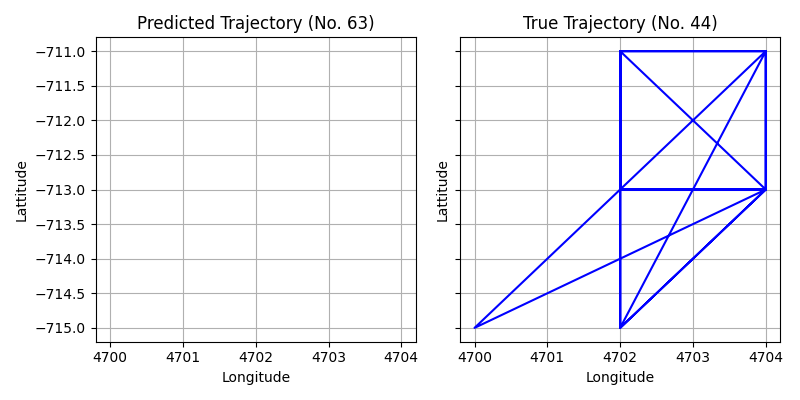 Predicted Trajectory (No. 63)
True Trajectory (No. 44)
Lattitude
−711.0
−711.5
−712.0
−712.5
−713.0
−713.5
−714.0
−714.5
−715.0
4700 4701 4702 4703 4704
Longitude
Lattitude
4700 4701 4702 4703 4704
Longitude